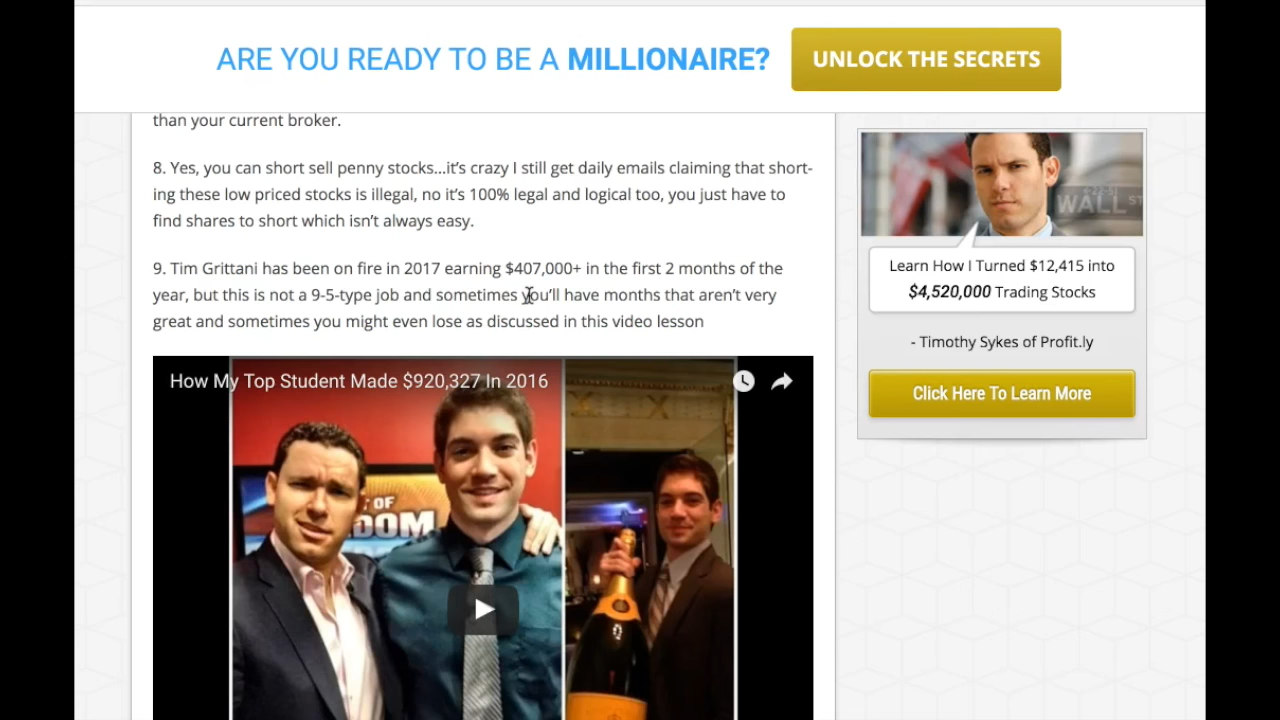 ARE YOU READY TO BE A MILLIONAIRE?
UNLOCK THE SECRETS
than your current broker.
8. Yes, you can short sell penny stocks...it’s crazy I still get daily emails claiming that short-
ing these low priced stocks is illegal, no it’s 100% legal and logical too, you just have to
find shares to short which isn’t always easy.
9. Tim Grittani has been on fire in 2017 earning $407,000+ in the first 2 months of the
year, but this is not a 9-5-type job and sometimes you’ll have months that aren’t very
great and sometimes you might even lose as discussed in this video lesson
How My Top Student Made $920,327 In 2016
OF
DOM
WALL ST
Learn How I Turned $12,415 into
$4,520,000 Trading Stocks
- Timothy Sykes of Profit.ly
Click Here To Learn More